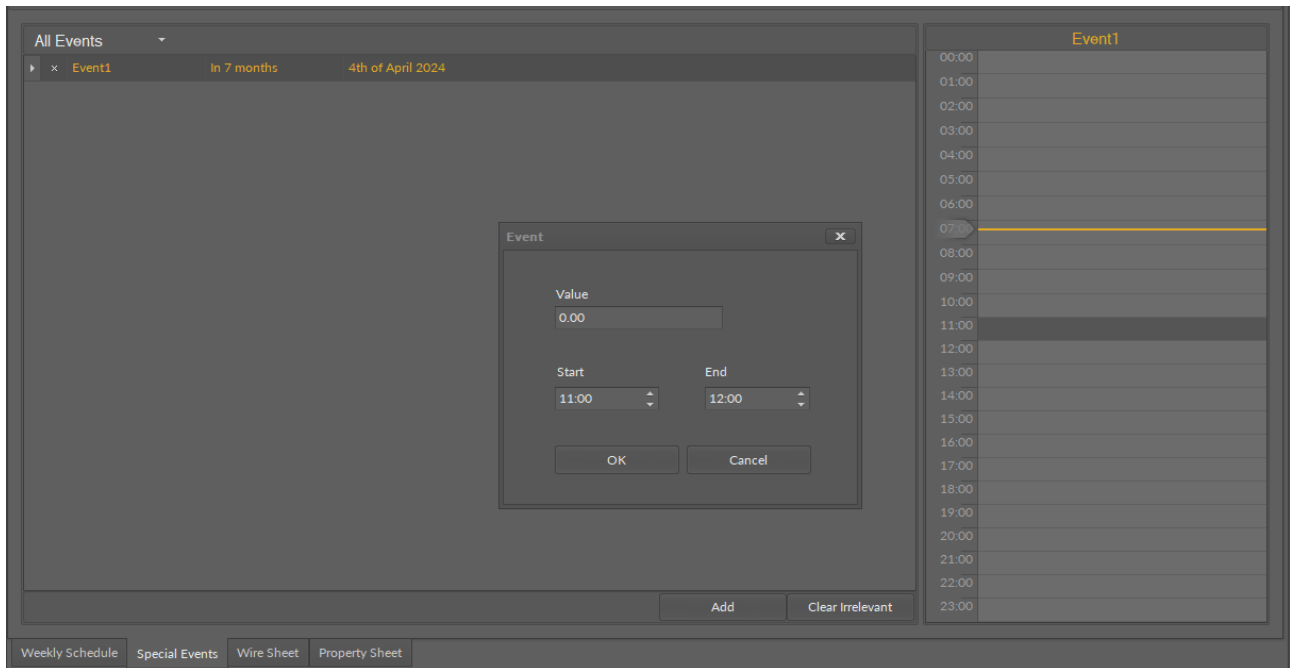 All Events
Event1 In 7 months 4th of April 2024
Event
Value
0.00
Start End
11:00 12:00
OK Cancel
Add Clear Irrelevant
Event1
00:00
01:00
02:00
03:00
04:00
05:00
06:00
07:00
08:00
09:00
10:00
11:00
12:00
13:00
14:00
15:00
16:00
17:00
18:00
19:00
20:00
21:00
22:00
23:00
Weekly Schedule Special Events Wire Sheet Property Sheet